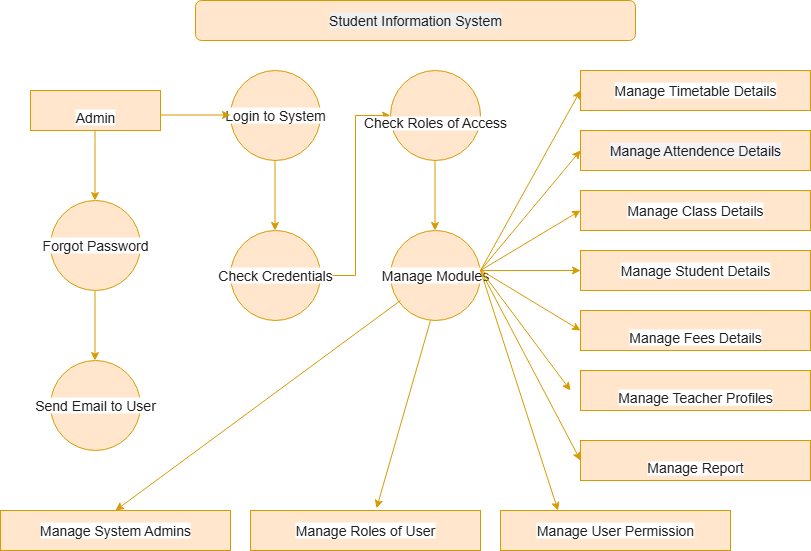 Student Information System
Admin
Login to System
Check Roles of Access
Manage Timetable Details
Manage Attendence Details
Manage Class Details
Forgot Password
Check Credentials
Manage Modules
Manage Student Details
Manage Fees Details
Send Email to User
Manage Teacher Profiles
Manage Report
Manage System Admins
Manage Roles of User
Manage User Permission